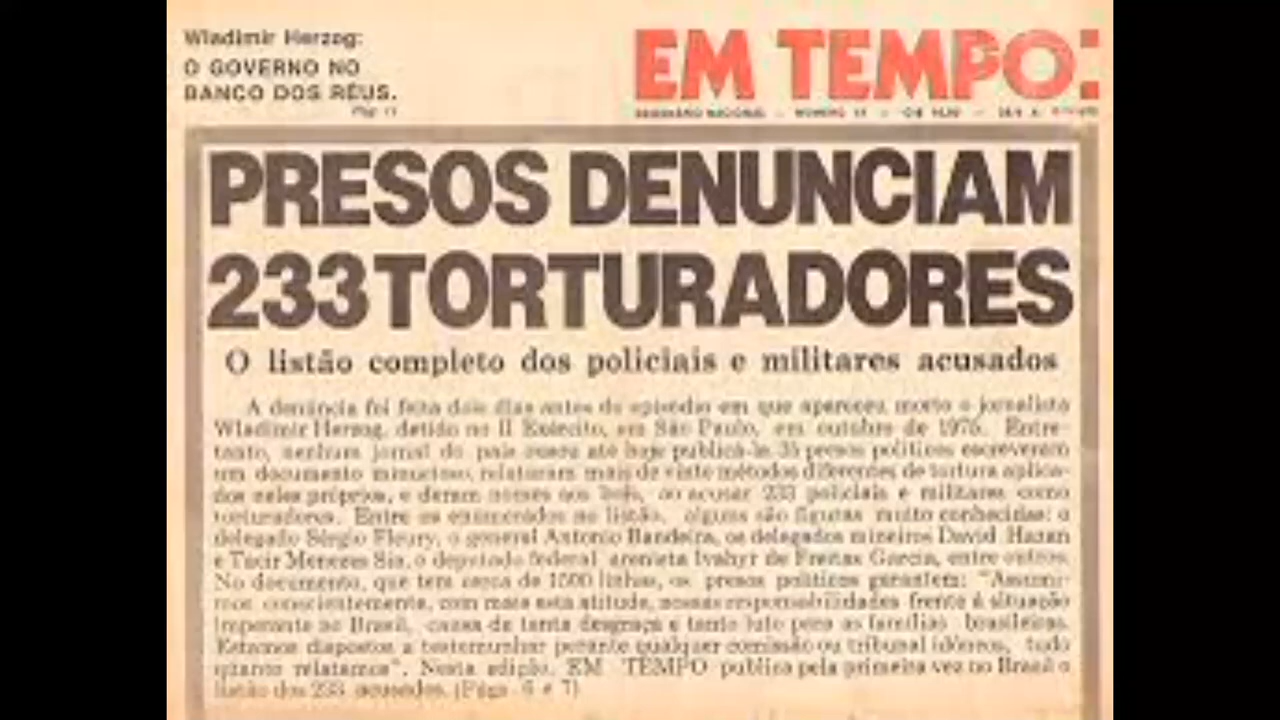 Wladimir Herzog:
O GOVERNO NO
BANCO DOS RÉUS.
Pág. 11
EM TEMPO:
SEMANÁRIO NACIONAL - NÚMERO
PRESOS DENUNCIAM
233 TORTURADORES
O listão completo dos policiais e militares acusados
A denúncia foi feita dois dias antes do episódio em que apareceu morto o jornalista
Wladimir Herzog, detido no II Exército, em São Paulo, em outubro de 1975. Entre-
tanto, nenhum jornal do país ousou até hoje publicá-la. 35 presos políticos escreveram
um documento minucioso, relataram mais de vinte métodos diferentes de tortura aplica-
dos neles próprios, e deram nomes aos bois, ao acusar 233 policiais e militares como
torturadores. Entre os enumerados no listão, alguns são figuras muito conhecidas: o
delegado Sérgio Fleury, o general Antonio Bandeira, os delegados mineiros David Hazan
e Tacir Menezes Sia, o deputado federal arenista Ivahyr de Freitas Garcia, entre outros.
No documento, que tem cerca de 1500 linhas, os presos políticos garantem: "Assumi-
mos conscientemente, com mais esta atitude, nossas responsabilidades frente à situação
imperante no Brasil, causa de tanta desgraça e tanto luto para as famílias brasileiras.
Estamos dispostos a testemunhar perante qualquer comissão ou tribunal idôneos, tudo
quanto relatamos". Nesta edição, EM TEMPO publica pela primeira vez no Brasil o
listão dos 233 acusados. (Págs. 6 e 7)